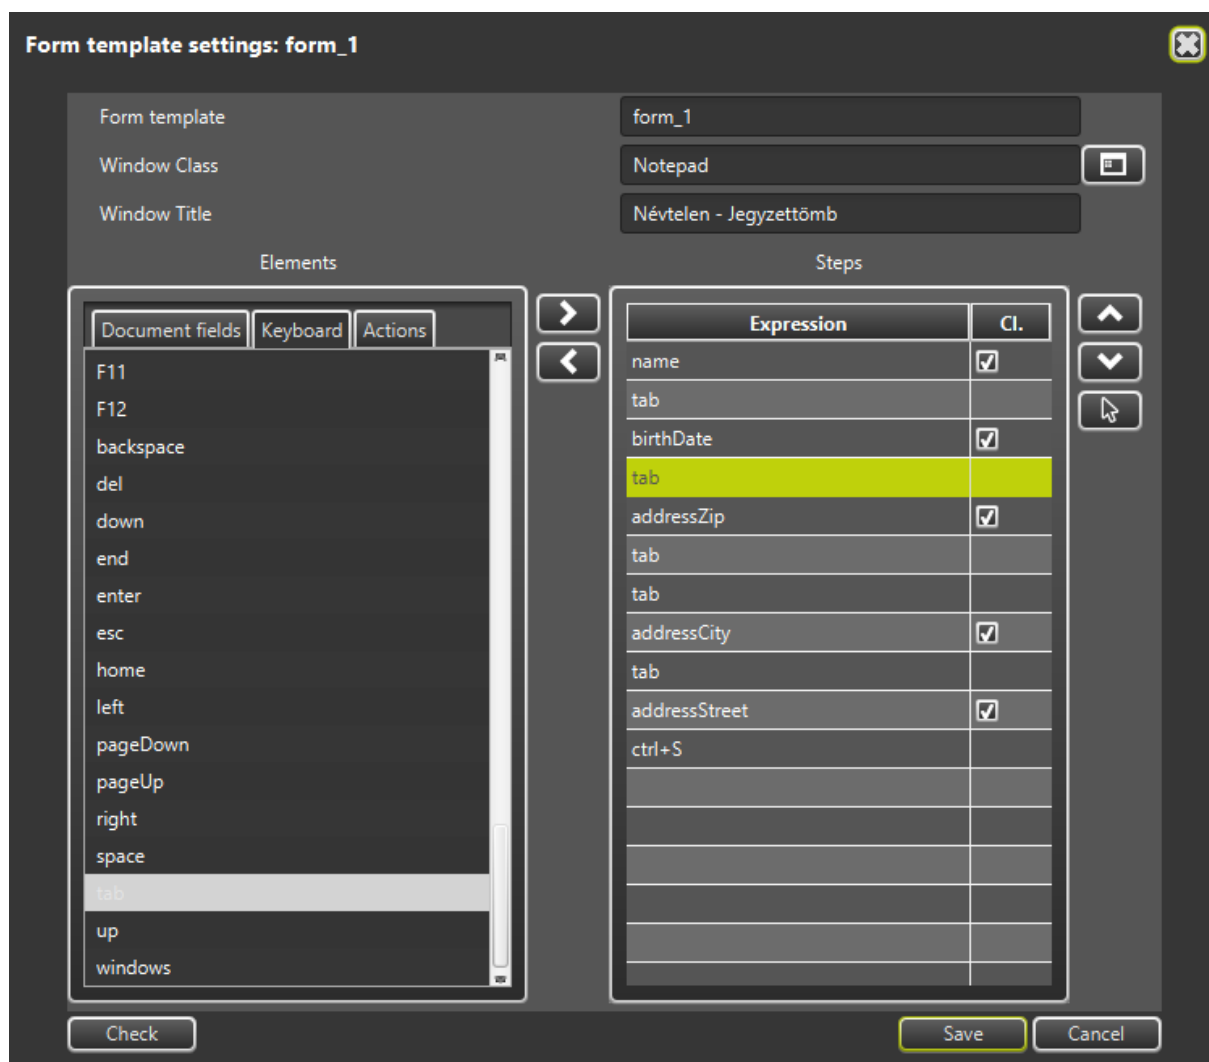 Form template settings: form_1
Form template
form_1
Window Class
Notepad
Window Title
Névtelen - Jegyzettömb
Elements
Steps
Document fields
Keyboard
Actions
F11
F12
backspace
del
down
end
enter
esc
home
left
pageDown
pageUp
right
space
tab
up
windows
Expression
Cl.
name
tab
birthDate
tab
addressZip
tab
tab
addressCity
tab
addressStreet
ctrl+S
Check
Save
Cancel